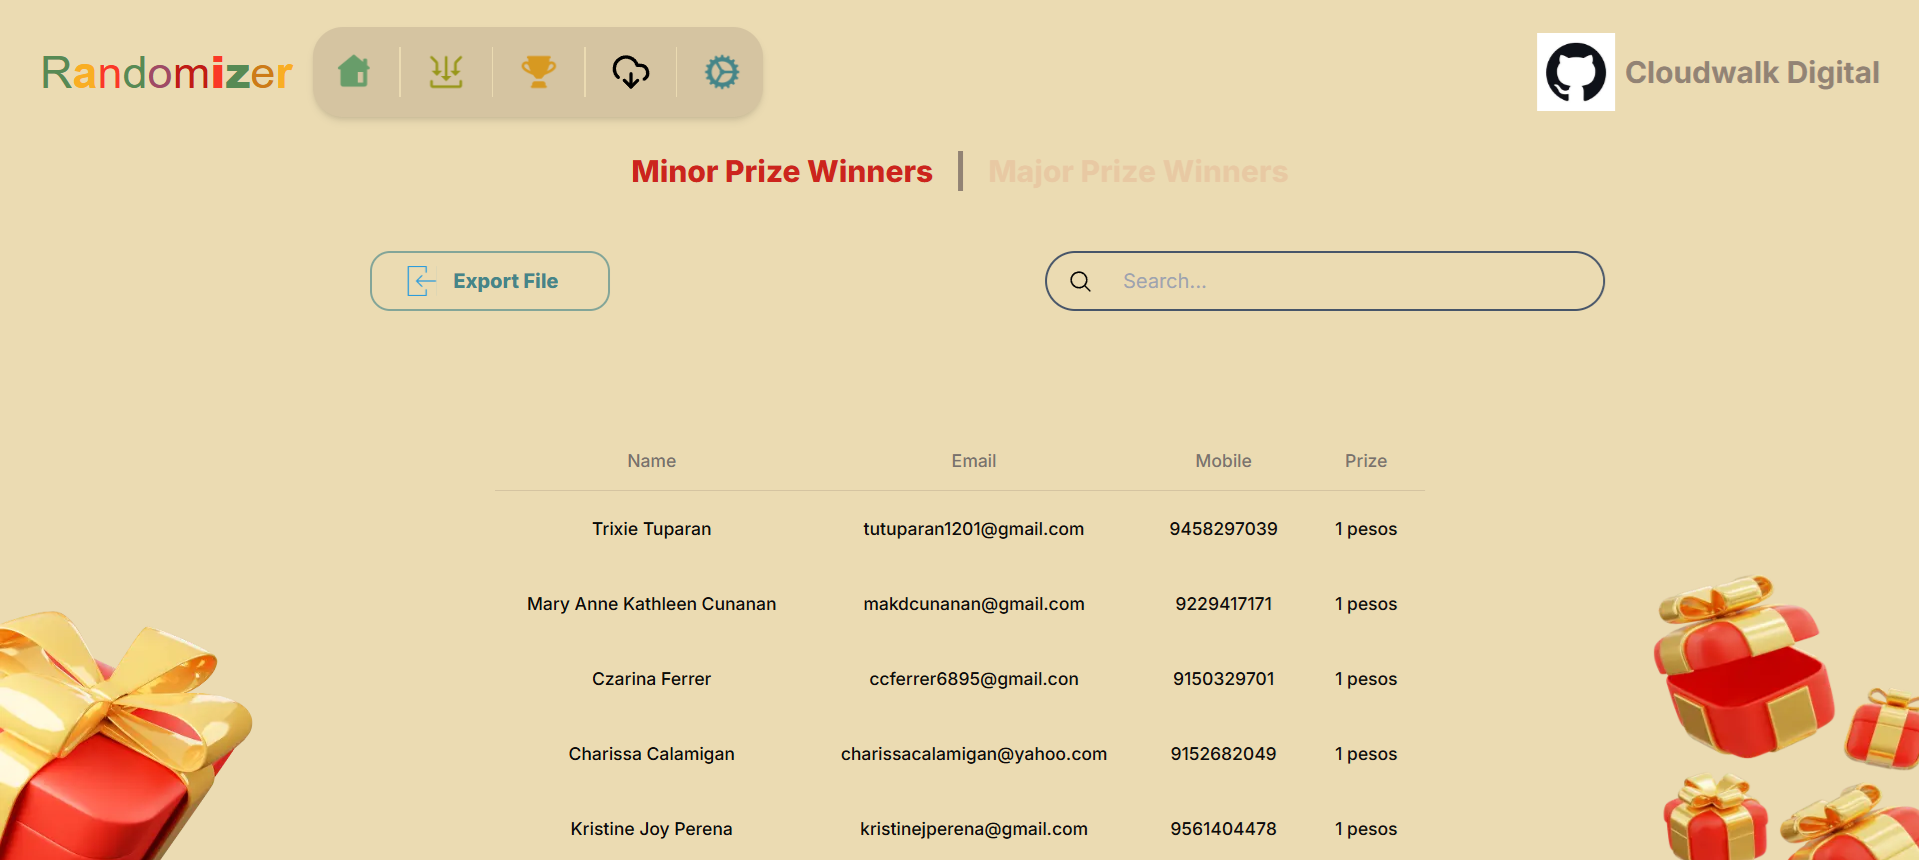 Randomizer
Cloudwalk Digital
Minor Prize Winners | Major Prize Winners
Export File
Search...
Name Email Mobile Prize
Trixie Tuparan tutuparan1201@gmail.com 9458297039 1 pesos
Mary Anne Kathleen Cunanan makdcunanan@gmail.com 9229417171 1 pesos
Czarina Ferrer ccferrer6895@gmail.con 9150329701 1 pesos
Charissa Calamigan charissacalamigan@yahoo.com 9152682049 1 pesos
Kristine Joy Perena kristinejperena@gmail.com 9561404478 1 pesos